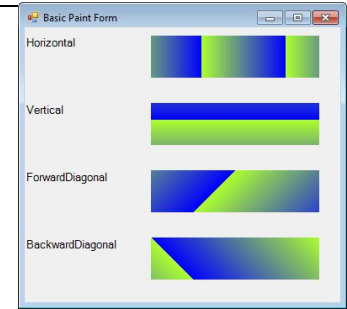 Basic Paint Form
Horizontal
Vertical
ForwardDiagonal
BackwardDiagonal